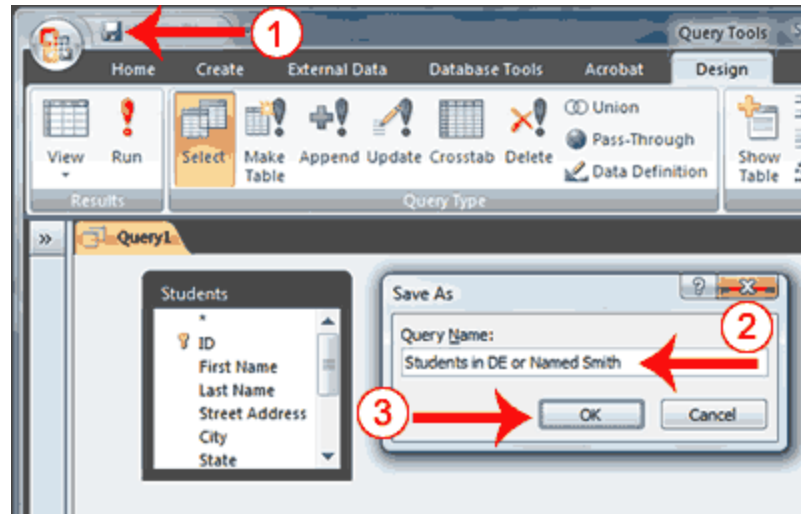 1
Query Tools
Home Create External Data Database Tools Acrobat Design
View Run Select Make Table Append Update Crosstab Delete Union Pass-Through Data Definition Show Table
Results Query Type
» Query1
Students
*
ID
First Name
Last Name
Street Address
City
State
Save As ?
2
Query Name:
Students in DE or Named Smith
3
OK Cancel